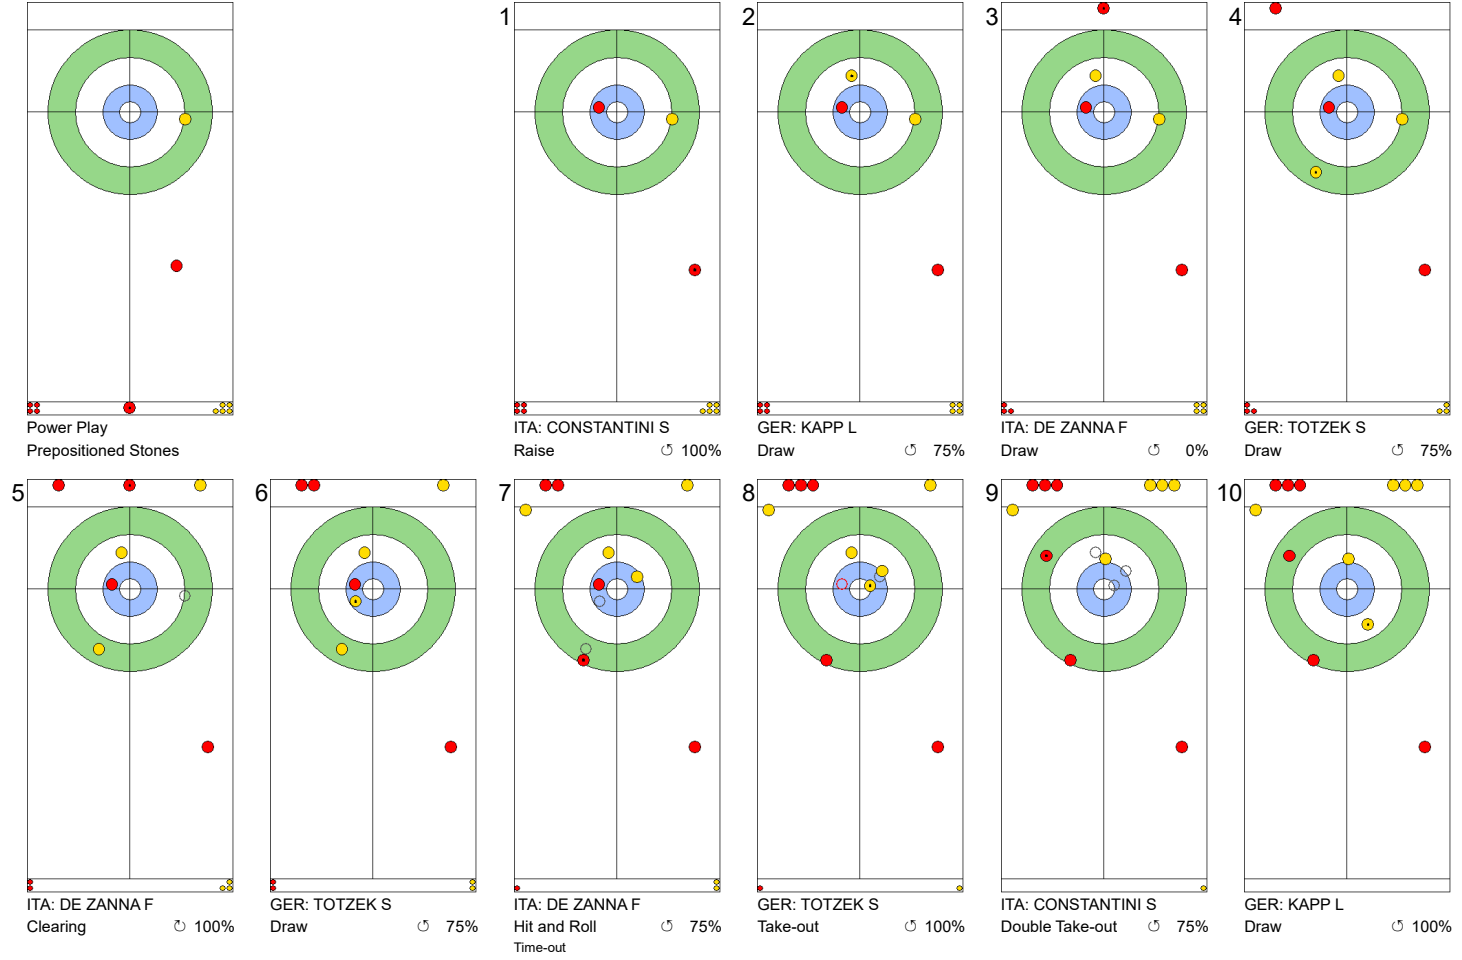 Power Play
Prepositioned Stones
1
ITA: CONSTANTINI S
Raise 100%
2
GER: KAPP L
Draw 75%
3
ITA: DE ZANNA F
Draw 0%
4
GER: TOTZEK S
Draw 75%
5
ITA: DE ZANNA F
Clearing 100%
6
GER: TOTZEK S
Draw 75%
7
ITA: DE ZANNA F
Hit and Roll 75%
Time-out
8
GER: TOTZEK S
Take-out 100%
9
ITA: CONSTANTINI S
Double Take-out 75%
10
GER: KAPP L
Draw 100%